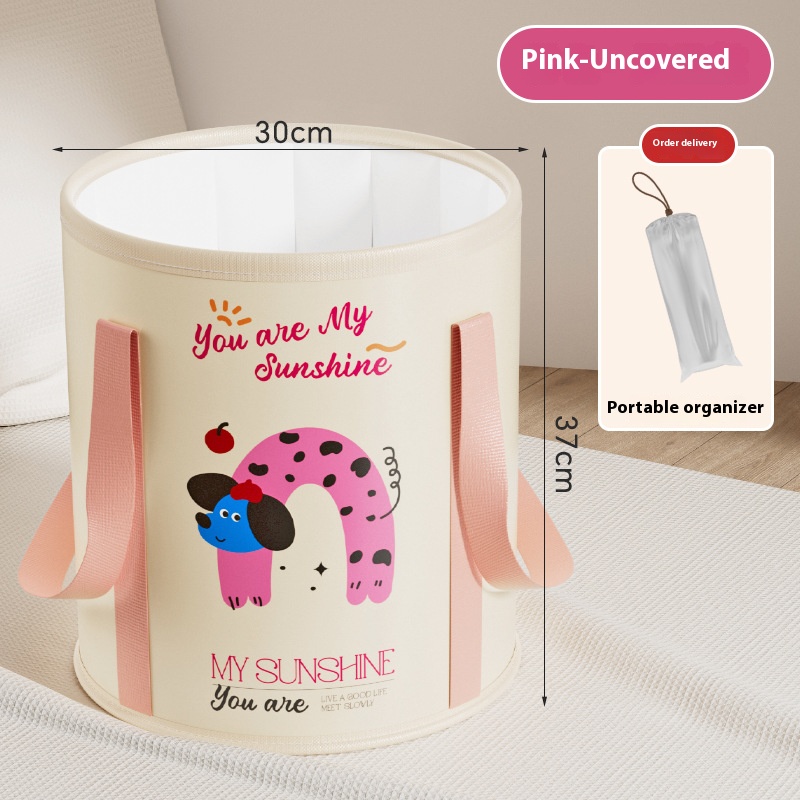 Pink-Uncovered
30cm
Order delivery
You are My
Sunshine
Portable organizer
37cm
MY SUNSHINE
You are
LIVE A GOOD LIFE
MEET SLOWLY